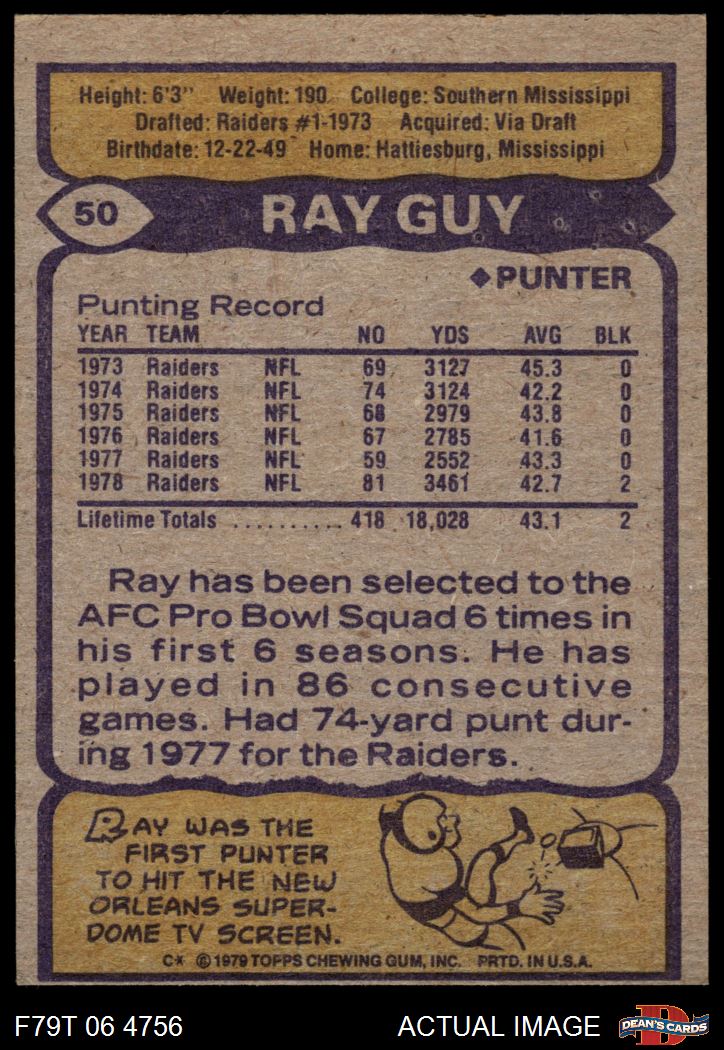 Height: 6'3" Weight: 190 College: Southern Mississippi
Drafted: Raiders #1-1973 Acquired: Via Draft
Birthdate: 12-22-49 Home: Hattiesburg, Mississippi
50 RAY GUY
◆PUNTER
Punting Record
YEAR TEAM NO YDS AVG BLK
1973 Raiders NFL 69 3127 45.3 0
1974 Raiders NFL 74 3124 42.2 0
1975 Raiders NFL 68 2979 43.8 0
1976 Raiders NFL 67 2785 41.6 0
1977 Raiders NFL 59 2552 43.3 0
1978 Raiders NFL 81 3461 42.7 2
Lifetime Totals .......... 418 18,028 43.1 2
Ray has been selected to the
AFC Pro Bowl Squad 6 times in
his first 6 seasons. He has
played in 86 consecutive
games. Had 74-yard punt dur-
ing 1977 for the Raiders.
RAY WAS THE
FIRST PUNTER
TO HIT THE NEW
ORLEANS SUPER-
DOME TV SCREEN.
C* © 1979 TOPPS CHEWING GUM, INC. PRTD. IN U.S.A.
F79T 06 4756 ACTUAL IMAGE D DEAN'S CARDS